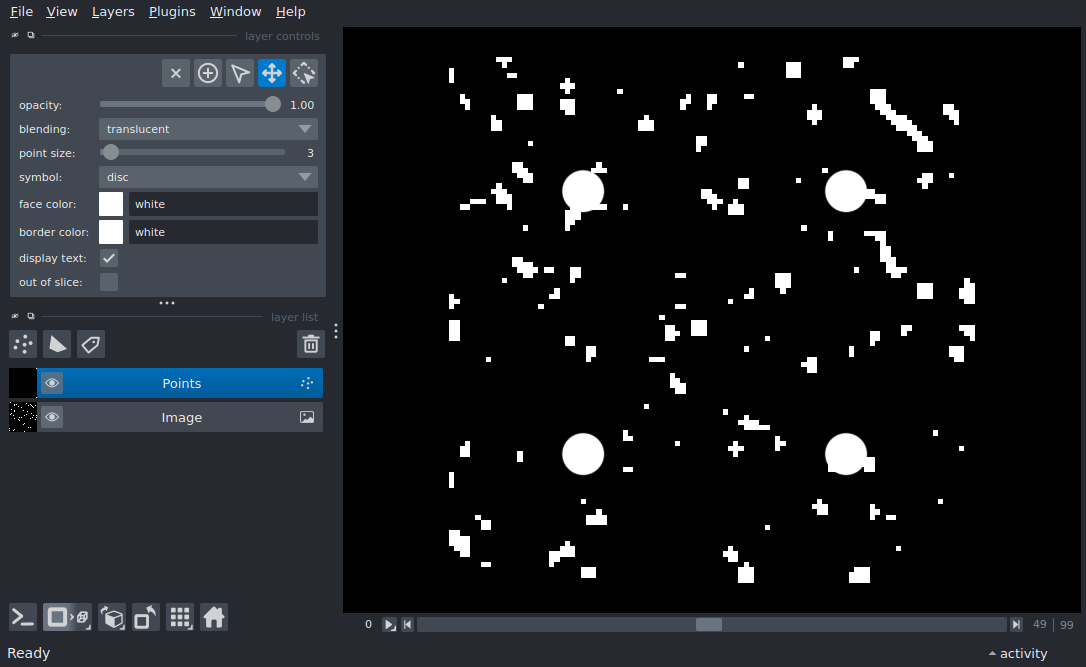 File View Layers Plugins Window Help
layer controls
opacity: 1.00
blending: translucent
point size: 3
symbol: disc
face color: white
border color: white
display text:
out of slice:
layer list
Points
Image
0 49 | 99
Ready activity